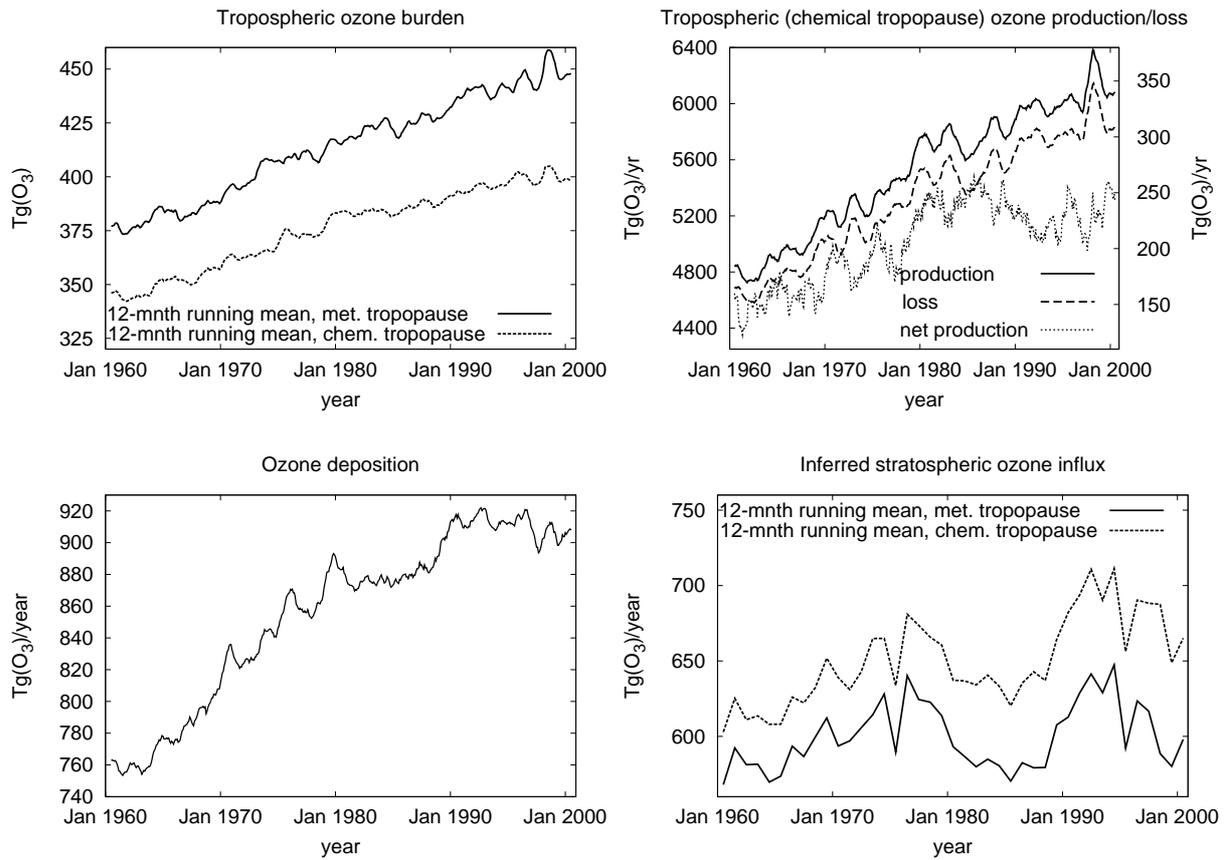 Tropospheric ozone burden
450
425
400
375
350
325
Tg(O3)
12-mnth running mean, met. tropopause
12-mnth running mean, chem. tropopause
Jan 1960 Jan 1970 Jan 1980 Jan 1990 Jan 2000
year
Tropospheric (chemical tropopause) ozone production/loss
6400
6000
5600
5200
4800
4400
Tg(O3)/yr
350
300
250
200
150
Tg(O3)/yr
production
loss
net production
Jan 1960 Jan 1970 Jan 1980 Jan 1990 Jan 2000
year
Ozone deposition
920
900
880
860
840
820
800
780
760
740
Tg(O3)/year
Jan 1960 Jan 1970 Jan 1980 Jan 1990 Jan 2000
year
Inferred stratospheric ozone influx
750
700
650
600
Tg(O3)/year
12-mnth running mean, met. tropopause
12-mnth running mean, chem. tropopause
Jan 1960 Jan 1970 Jan 1980 Jan 1990 Jan 2000
year